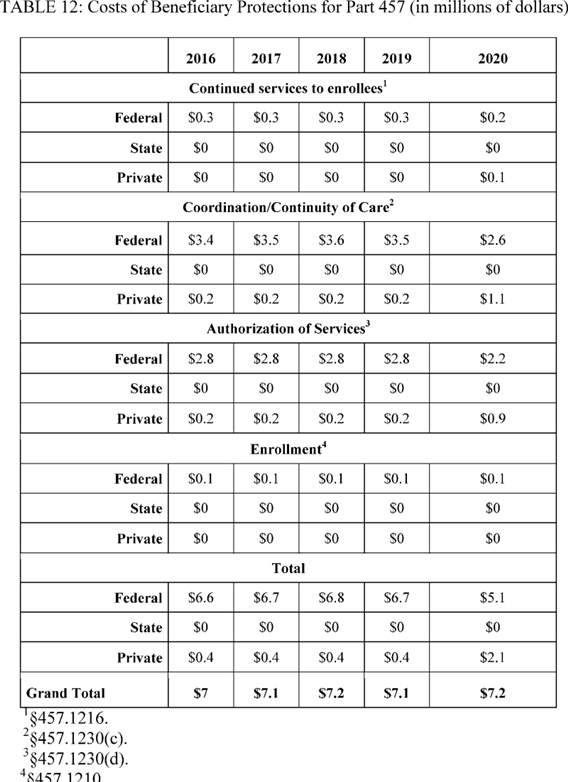 TABLE 12: Costs of Beneficiary Protections for Part 457 (in millions of dollars)
2016 2017 2018 2019 2020
Continued services to enrollees1
Federal $0.3 $0.3 $0.3 $0.3 $0.2
State $0 $0 $0 $0 $0
Private $0 $0 $0 $0 $0.1
Coordination/Continuity of Care2
Federal $3.4 $3.5 $3.6 $3.5 $2.6
State $0 $0 $0 $0 $0
Private $0.2 $0.2 $0.2 $0.2 $1.1
Authorization of Services3
Federal $2.8 $2.8 $2.8 $2.8 $2.2
State $0 $0 $0 $0 $0
Private $0.2 $0.2 $0.2 $0.2 $0.9
Enrollment4
Federal $0.1 $0.1 $0.1 $0.1 $0.1
State $0 $0 $0 $0 $0
Private $0 $0 $0 $0 $0
Total
Federal $6.6 $6.7 $6.8 $6.7 $5.1
State $0 $0 $0 $0 $0
Private $0.4 $0.4 $0.4 $0.4 $2.1
Grand Total $7 $7.1 $7.2 $7.1 $7.2
1§457.1216.
2§457.1230(c).
3§457.1230(d).
4§457.1210